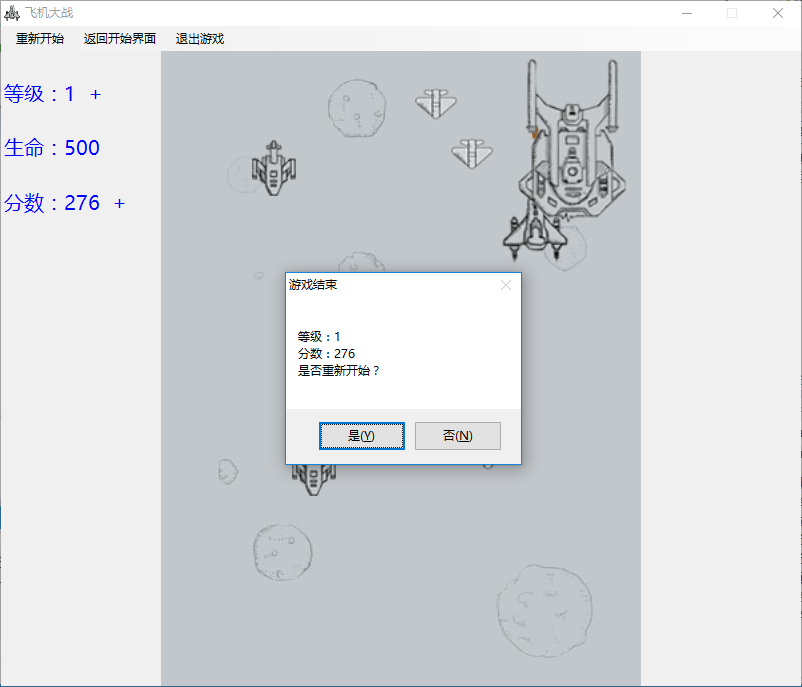 飞机大战
重新开始 返回开始界面 退出游戏
等级：1 +
生命：500
分数：276 +
游戏结束
等级：1
分数：276
是否重新开始？
是(Y) 否(N)